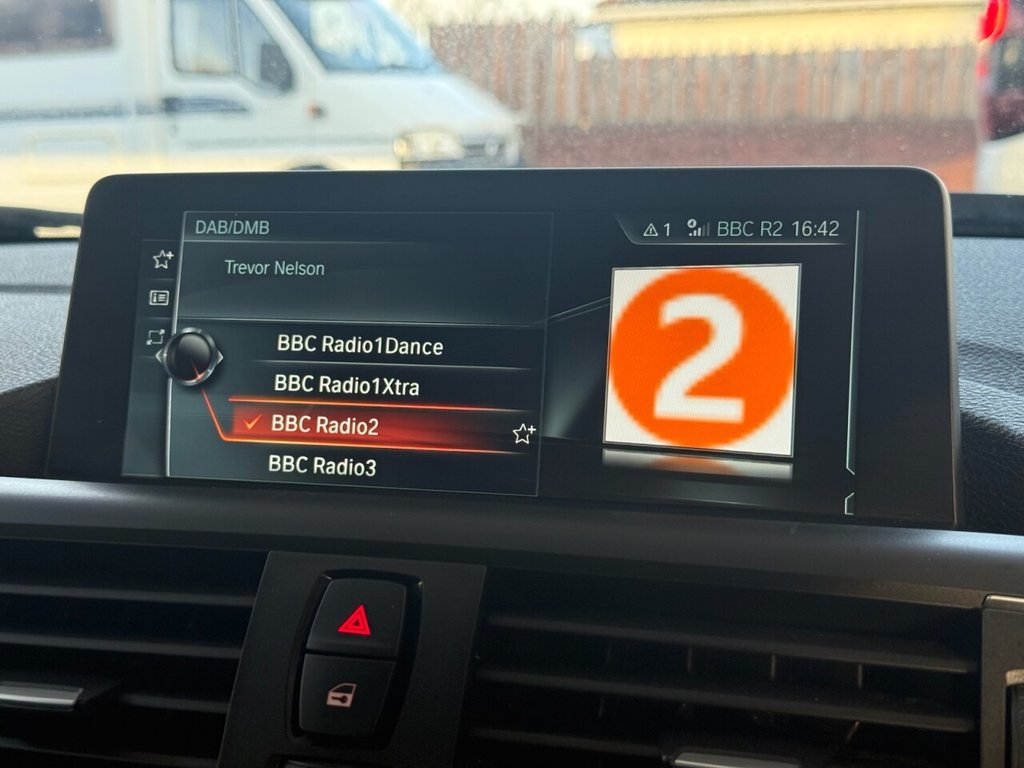 DAB/DMB
1 BBC R2 16:42
Trevor Nelson
BBC Radio1Dance
BBC Radio1Xtra
BBC Radio2
BBC Radio3
2